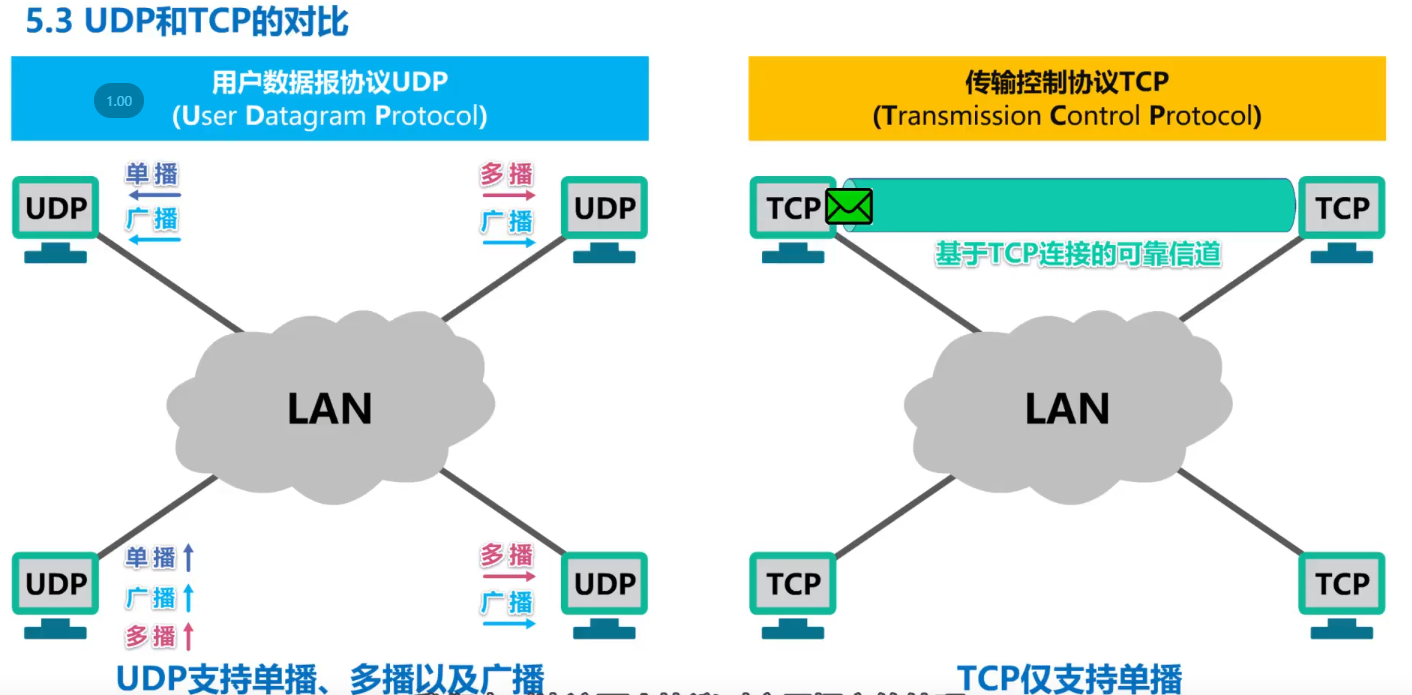 5.3 UDP和TCP的对比
用户数据报协议UDP
(User Datagram Protocol)
1.00
传输控制协议TCP
(Transmission Control Protocol)
UDP
单播
广播
多播
广播
UDP
TCP
TCP
基于TCP连接的可靠信道
LAN
LAN
UDP
单播
广播
多播
多播
广播
UDP
TCP
TCP
UDP支持单播、多播以及广播
TCP仅支持单播